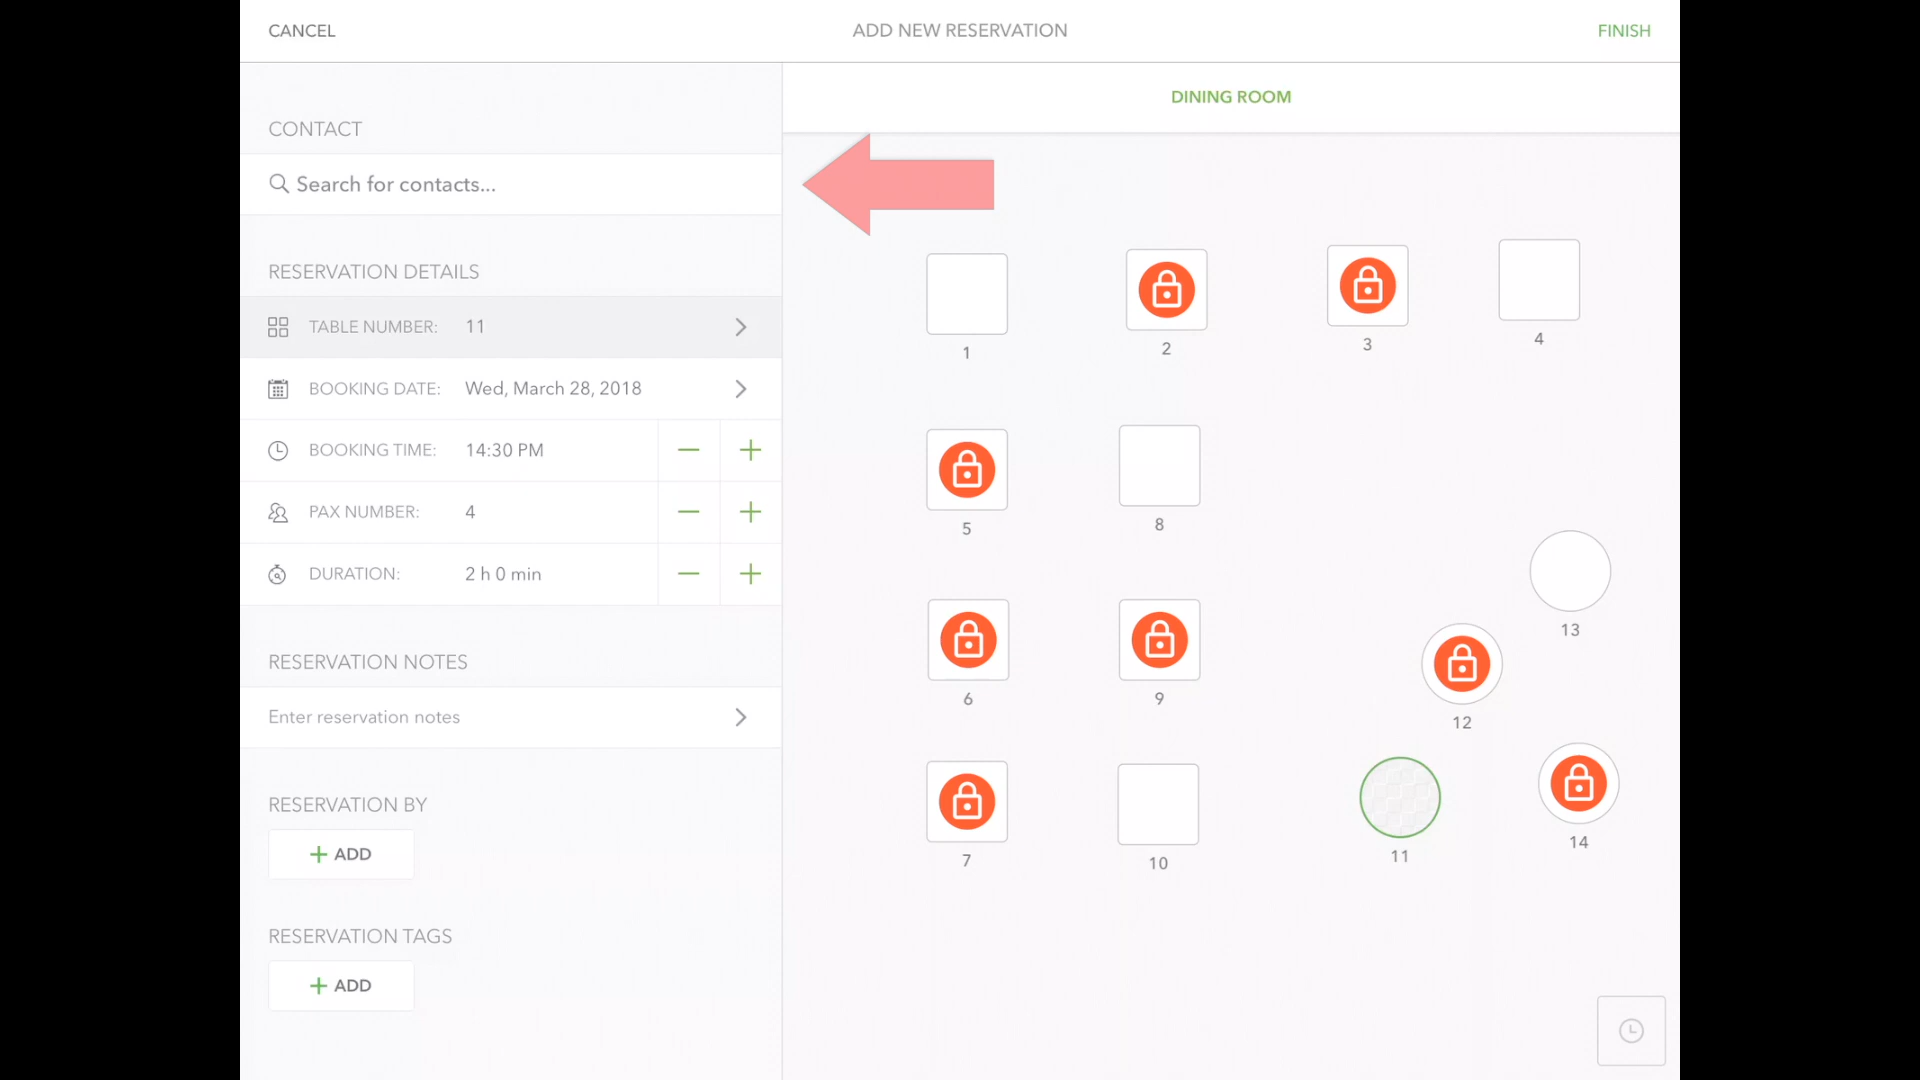 CANCEL
ADD NEW RESERVATION
FINISH
CONTACT
Search for contacts...
RESERVATION DETAILS
TABLE NUMBER: 11
BOOKING DATE: Wed, March 28, 2018
BOOKING TIME: 14:30 PM
PAX NUMBER: 4
DURATION: 2 h 0 min
RESERVATION NOTES
Enter reservation notes
RESERVATION BY
+ ADD
RESERVATION TAGS
+ ADD
DINING ROOM
1
2
3
4
5
8
13
6
9
12
7
10
11
14